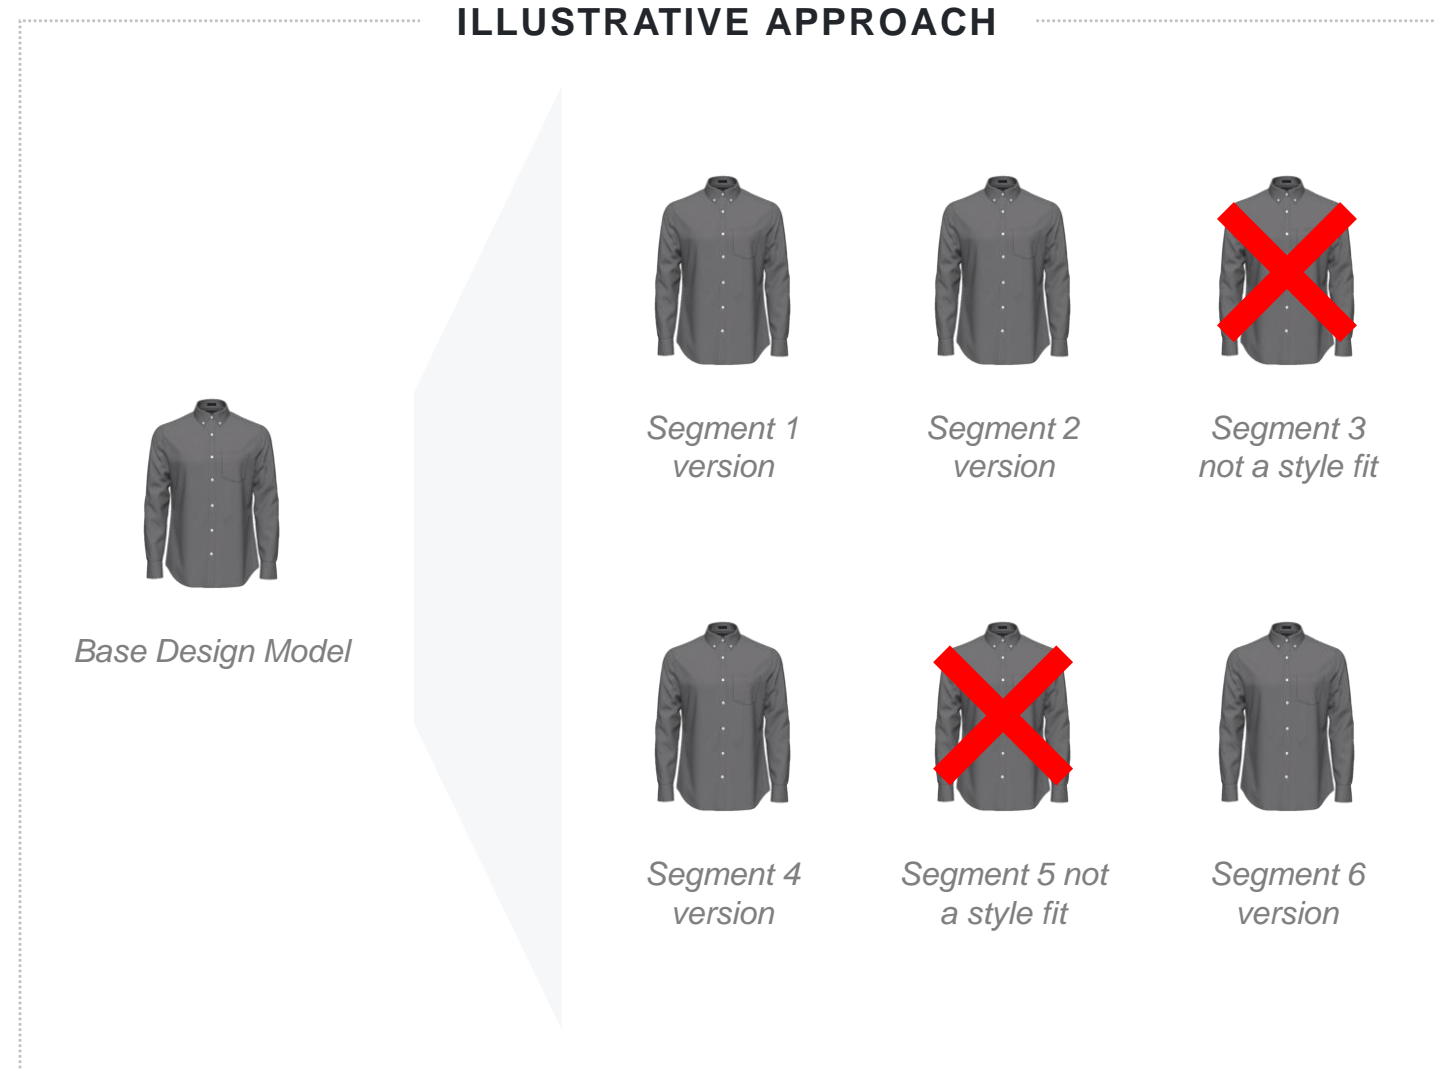 ILLUSTRATIVE APPROACH
Segment 1
version
Segment 2
version
Segment 3
not a style fit
Base Design Model
Segment 4
version
Segment 5 not
a style fit
Segment 6
version